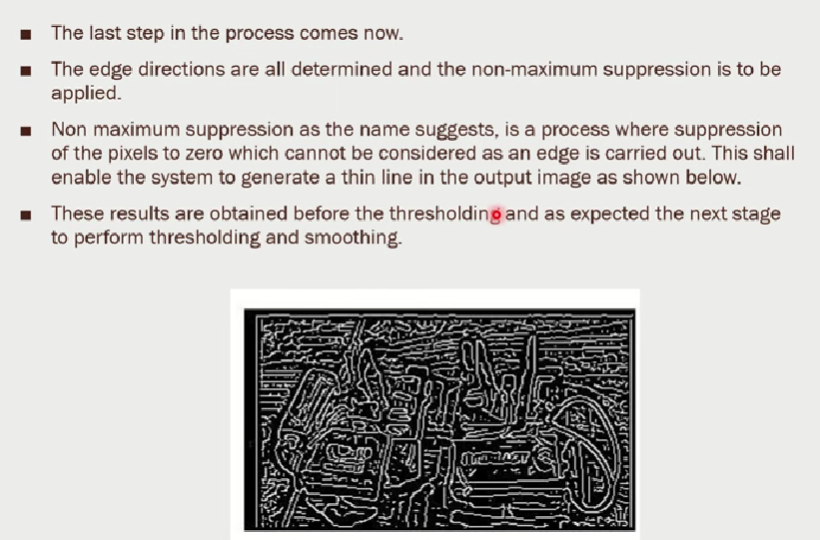 The last step in the process comes now.
The edge directions are all determined and the non-maximum suppression is to be
applied.
Non maximum suppression as the name suggests, is a process where suppression
of the pixels to zero which cannot be considered as an edge is carried out. This shall
enable the system to generate a thin line in the output image as shown below.
These results are obtained before the thresholding and as expected the next stage
to perform thresholding and smoothing.